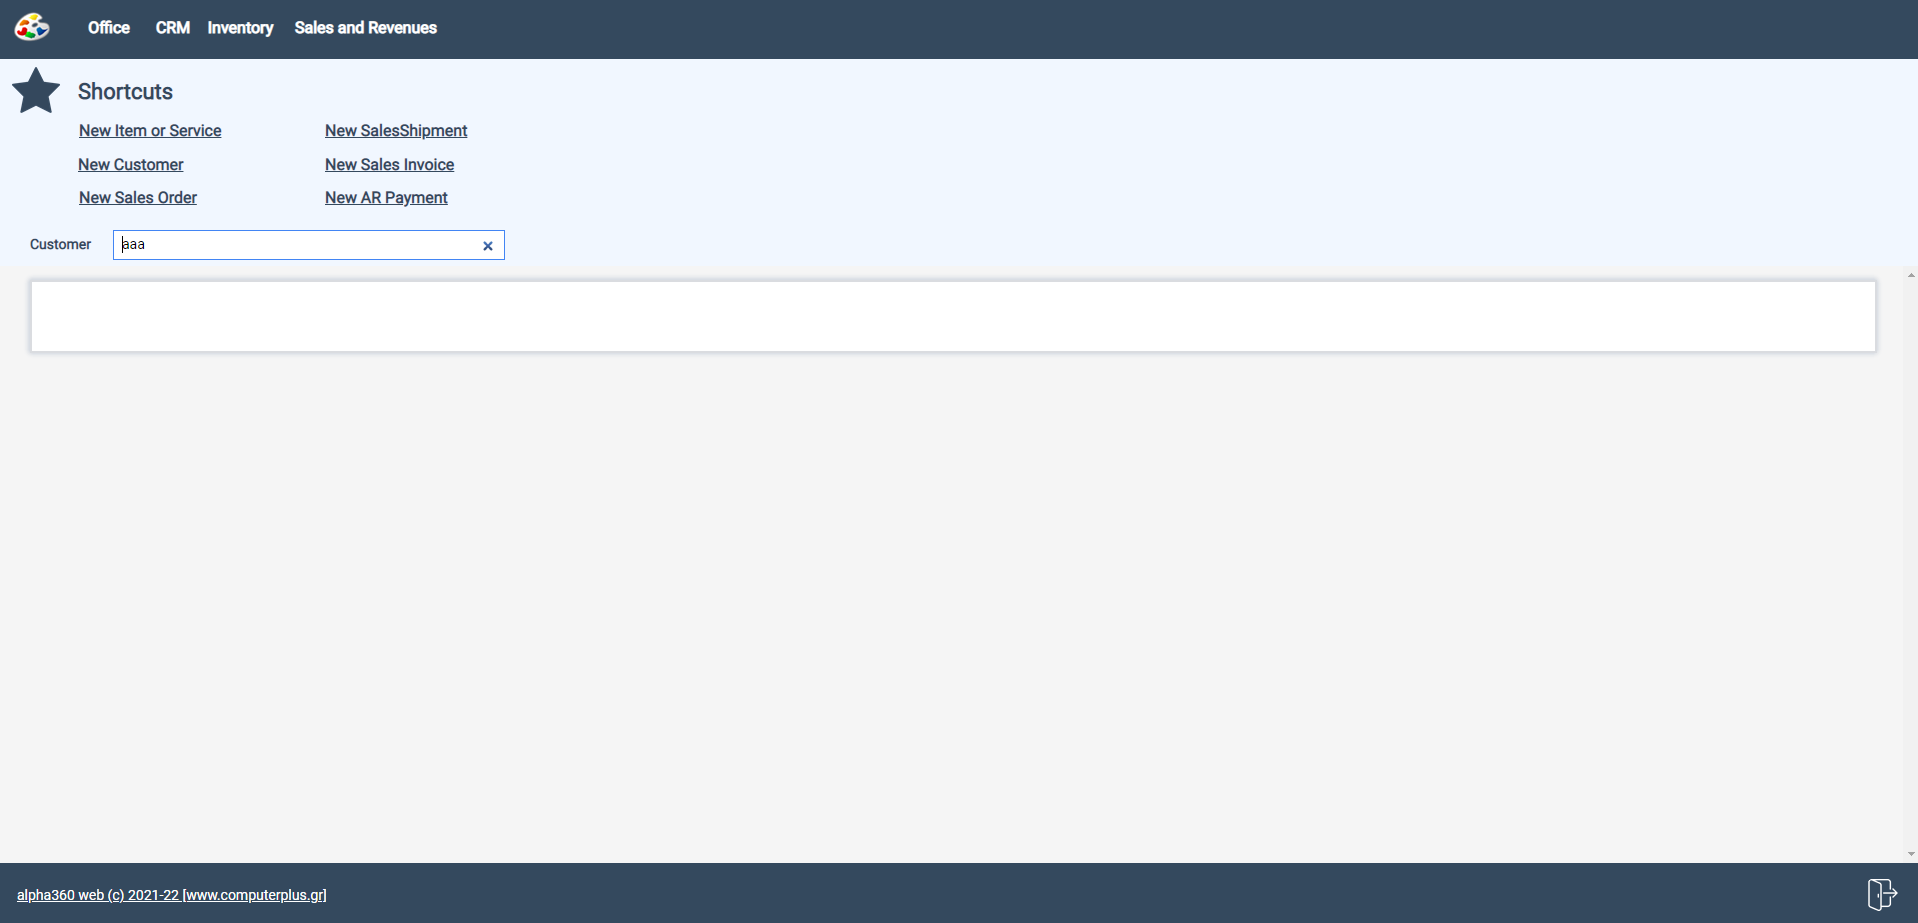 Office CRM Inventory Sales and Revenues
Shortcuts
New Item or Service New SalesShipment
New Customer New Sales Invoice
New Sales Order New AR Payment
Customer aaa
alpha360 web (c) 2021-22 [www.computerplus.gr]